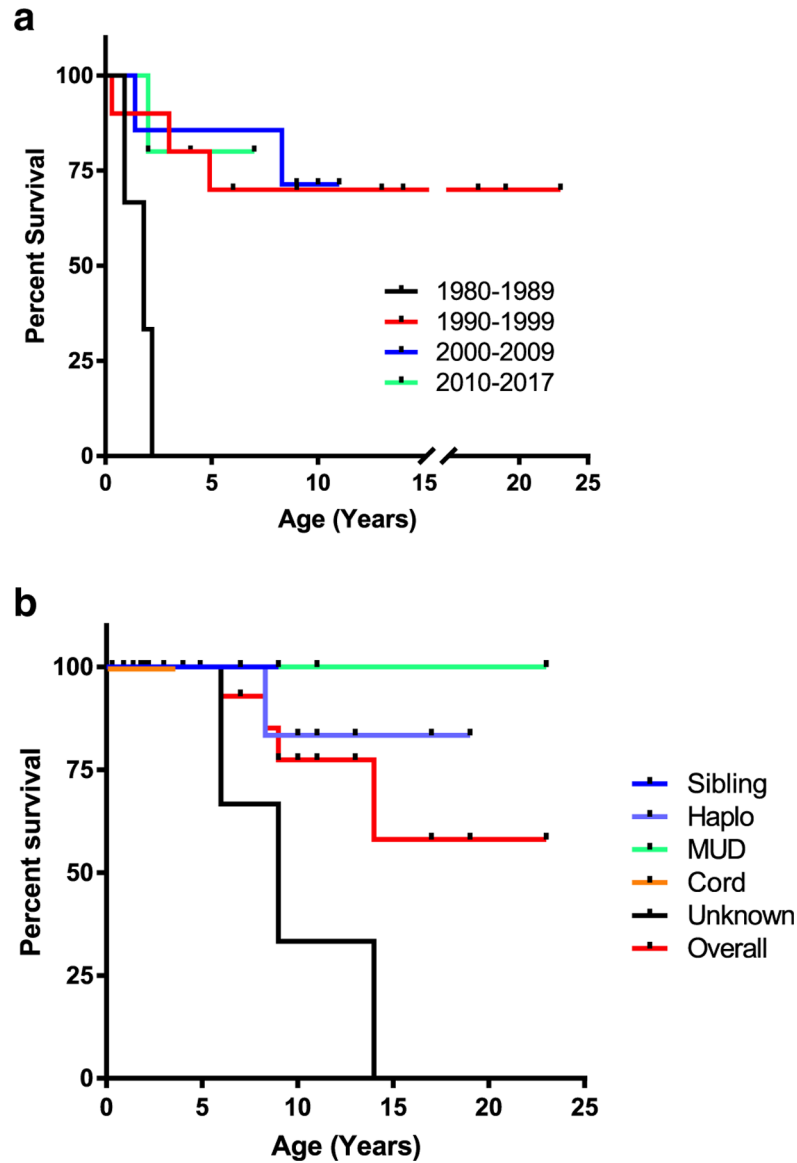 a
100
75
50
25
0
Percent Survival
1980-1989
1990-1999
2000-2009
2010-2017
0 5 10 15 20 25
Age (Years)
b
100
75
50
25
0
Percent survival
Sibling
Haplo
MUD
Cord
Unknown
Overall
0 5 10 15 20 25
Age (Years)